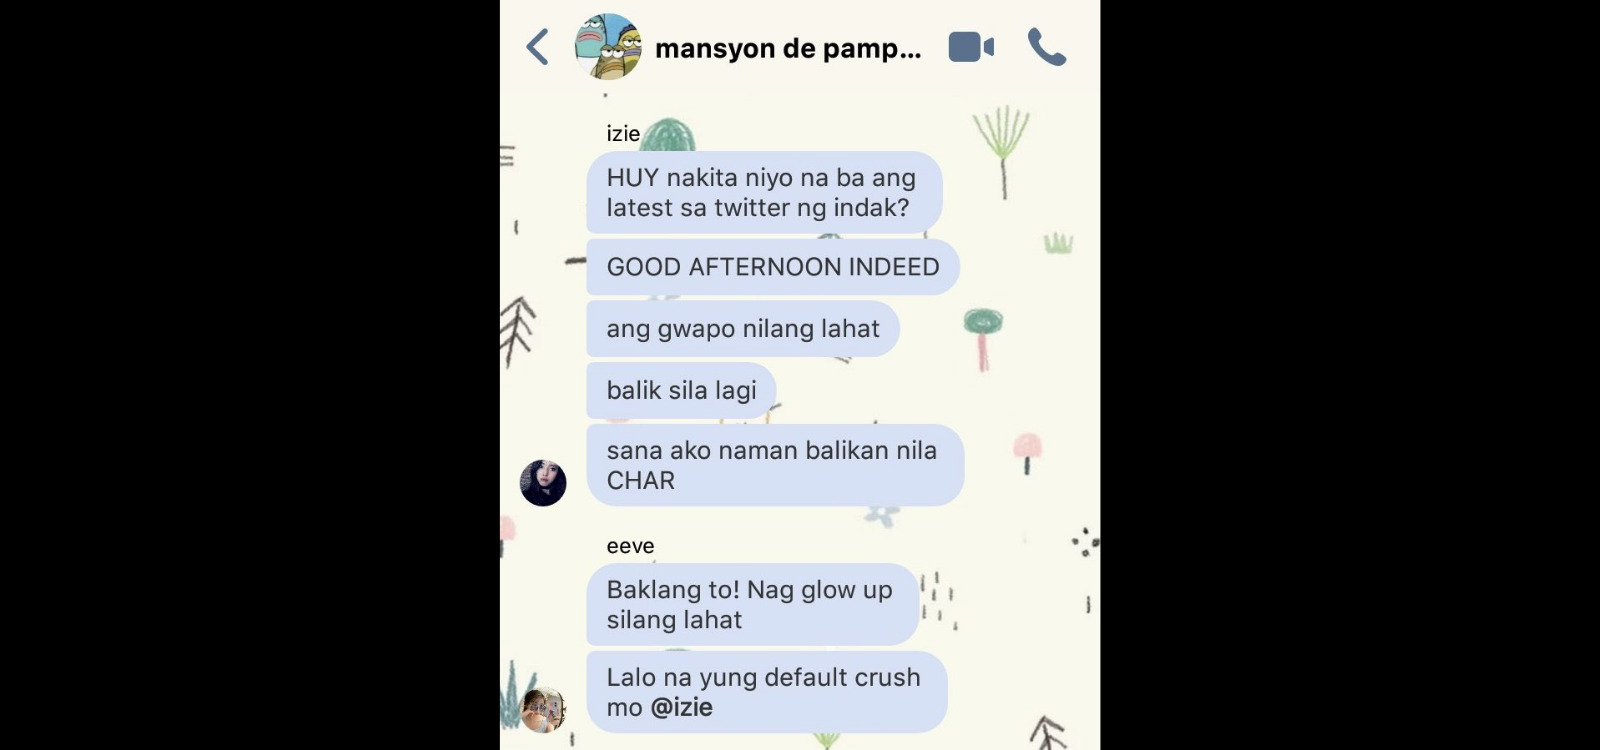 mansyon de pamp...
izie
HUY nakita niyo na ba ang
latest sa twitter ng indak?
GOOD AFTERNOON INDEED
ang gwapo nilang lahat
balik sila lagi
sana ako naman balikan nila
CHAR
eeve
Baklang to! Nag glow up
silang lahat
Lalo na yung default crush
mo @izie